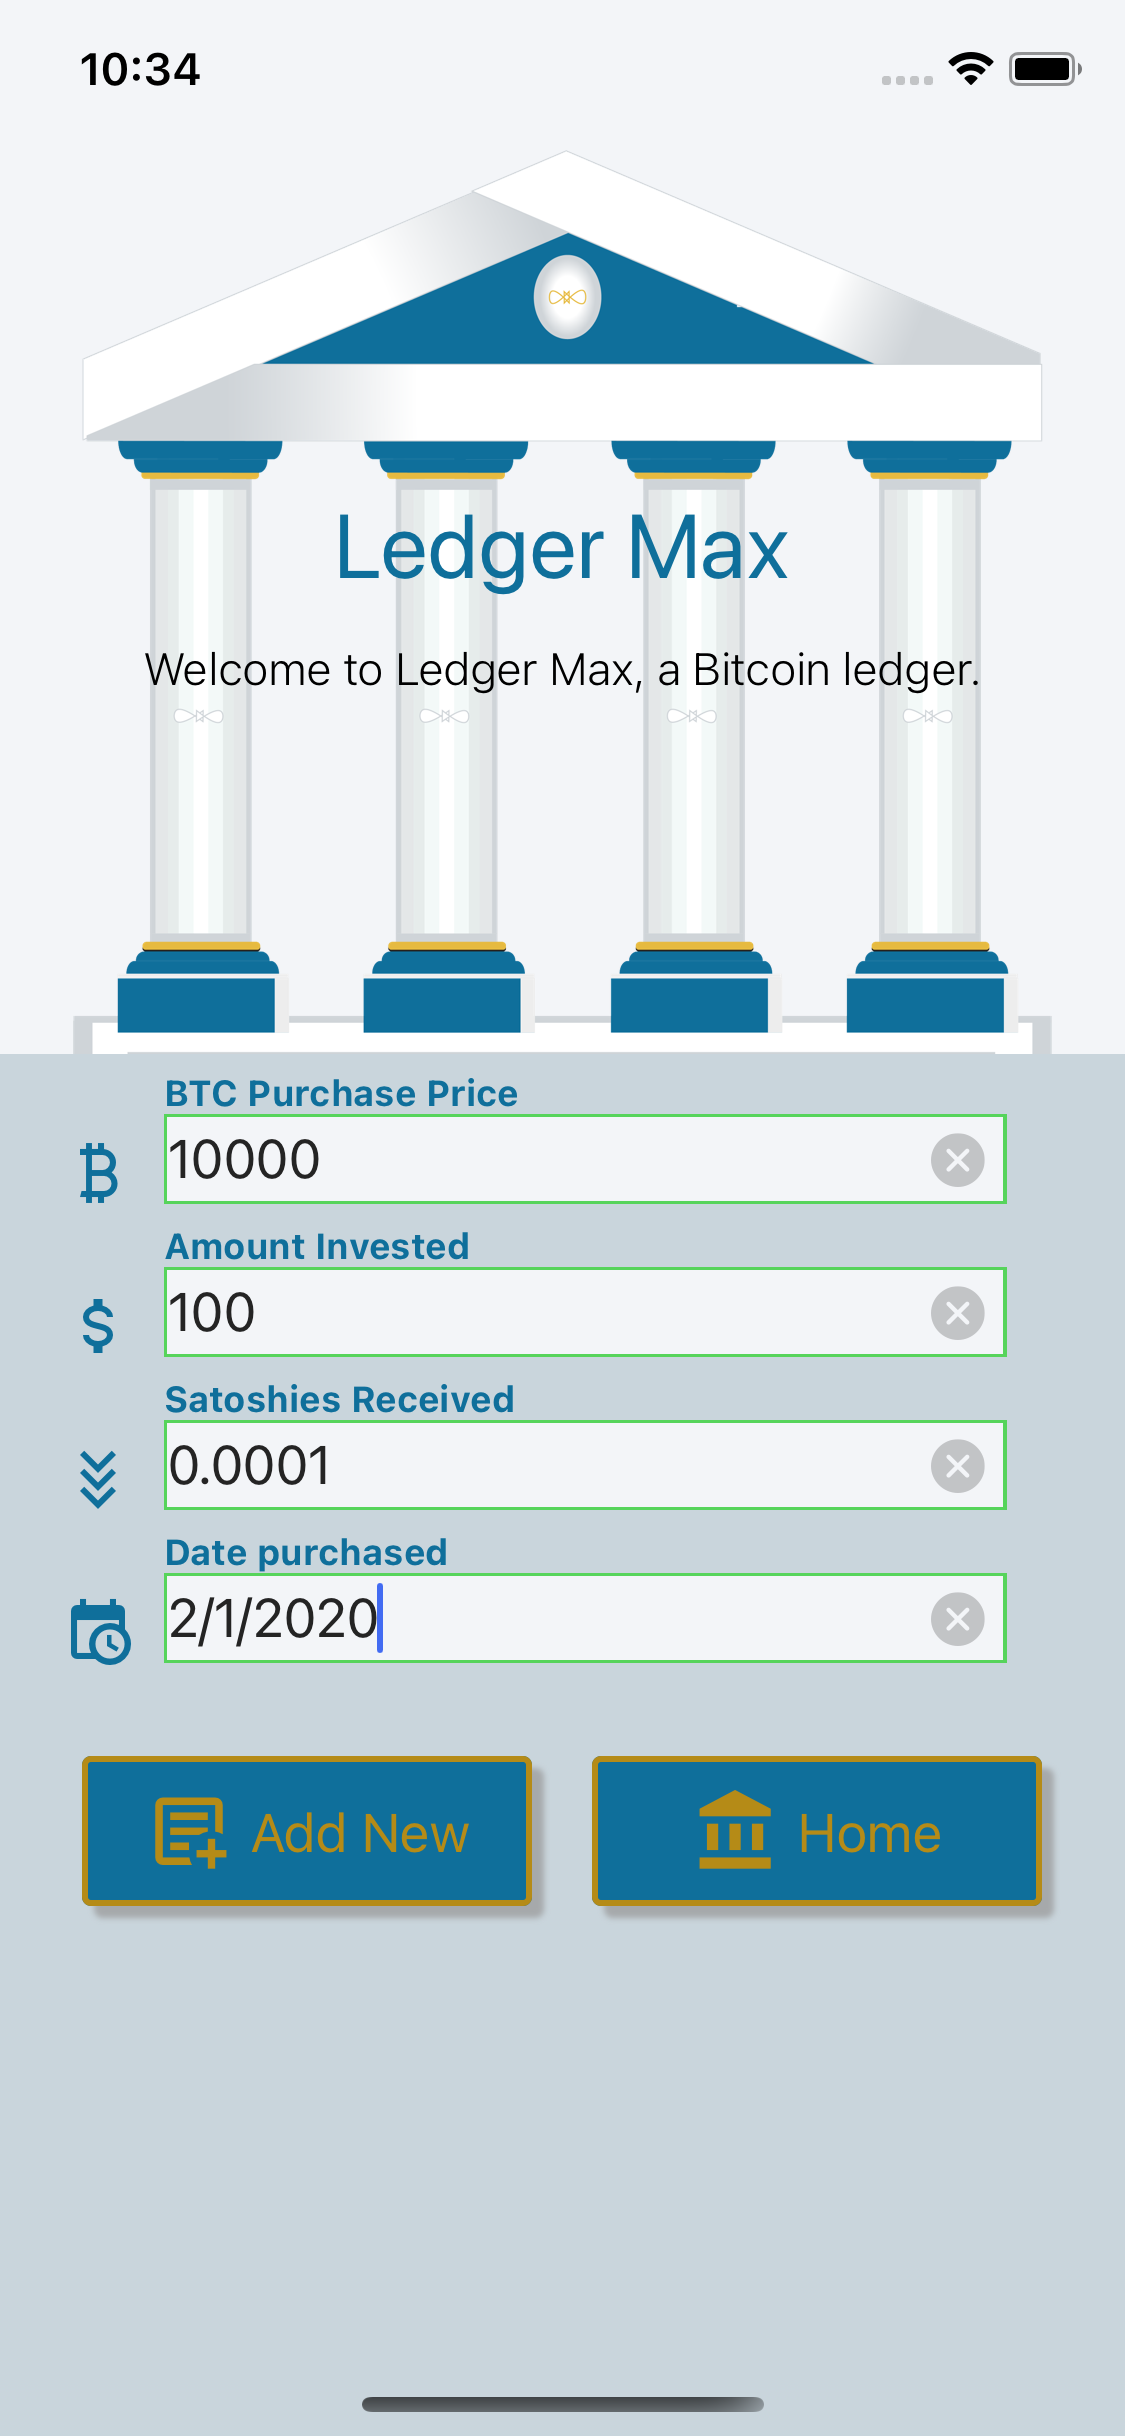 10:34
Ledger Max
Welcome to Ledger Max, a Bitcoin ledger.
BTC Purchase Price
10000
Amount Invested
100
Satoshies Received
0.0001
Date purchased
2/1/2020
Add New
Home